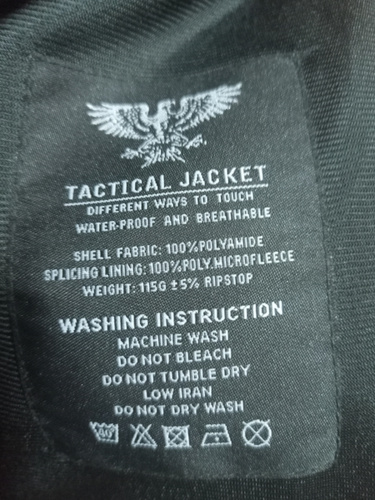 TACTICAL JACKET
DIFFERENT WAYS TO TOUCH
WATER-PROOF AND BREATHABLE
SHELL FABRIC: 100%POLYAMIDE
SPLICING LINING: 100%POLY.MICROFLEECE
WEIGHT: 115G ±5% RIPSTOP
WASHING INSTRUCTION
MACHINE WASH
DO NOT BLEACH
DO NOT TUMBLE DRY
LOW IRAN
DO NOT DRY WASH
40